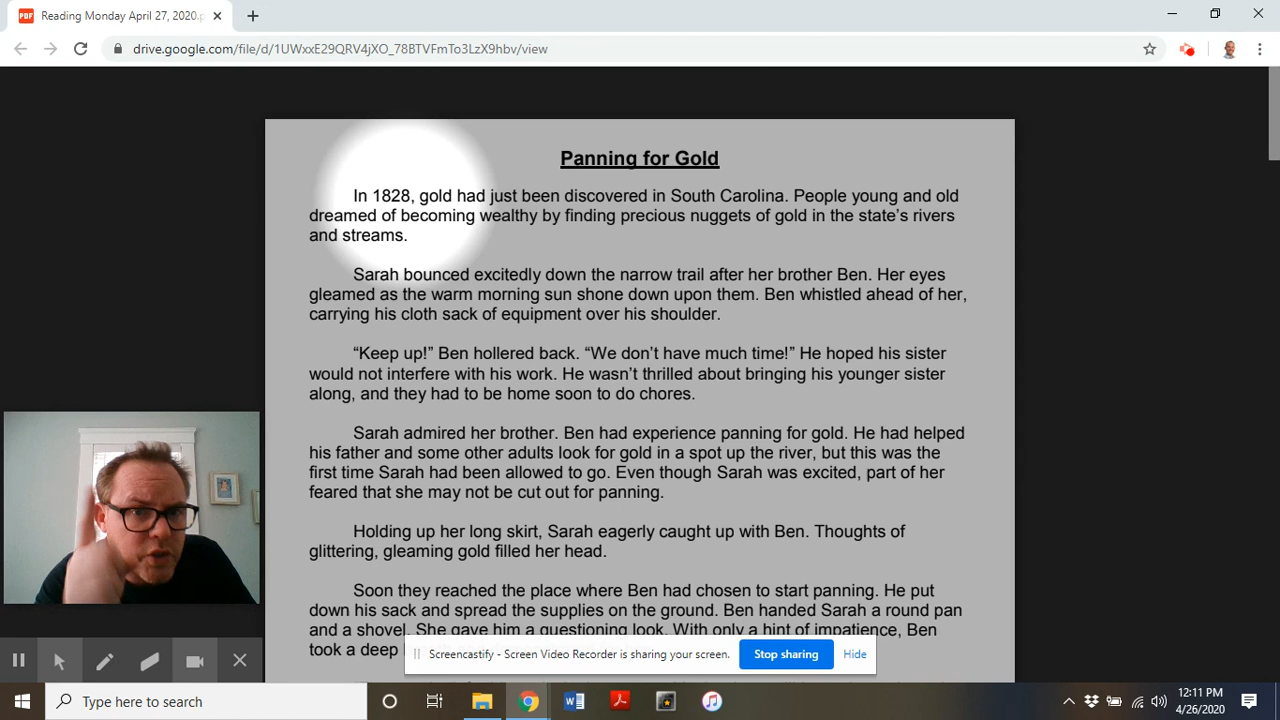 Reading Monday April 27, 2020.p
drive.google.com/file/d/1UWxxE29QRV4jXO_78BTVFmTo3LzX9hbv/view
Panning for Gold
In 1828, gold had just been discovered in South Carolina. People young and old
dreamed of becoming wealthy by finding precious nuggets of gold in the state's rivers
and streams.
Sarah bounced excitedly down the narrow trail after her brother Ben. Her eyes
gleamed as the warm morning sun shone down upon them. Ben whistled ahead of her,
carrying his cloth sack of equipment over his shoulder.
“Keep up!” Ben hollered back. “We don’t have much time!” He hoped his sister
would not interfere with his work. He wasn’t thrilled about bringing his younger sister
along, and they had to be home soon to do chores.
Sarah admired her brother. Ben had experience panning for gold. He had helped
his father and some other adults look for gold in a spot up the river, but this was the
first time Sarah had been allowed to go. Even though Sarah was excited, part of her
feared that she may not be cut out for panning.
Holding up her long skirt, Sarah eagerly caught up with Ben. Thoughts of
glittering, gleaming gold filled her head.
Soon they reached the place where Ben had chosen to start panning. He put
down his sack and spread the supplies on the ground. Ben handed Sarah a round pan
and a shovel. She gave him a questioning look. With only a hint of impatience, Ben
took a deep
Screencastify - Screen Video Recorder is sharing your screen.
Stop sharing
Hide
Type here to search
12:11 PM
4/26/2020